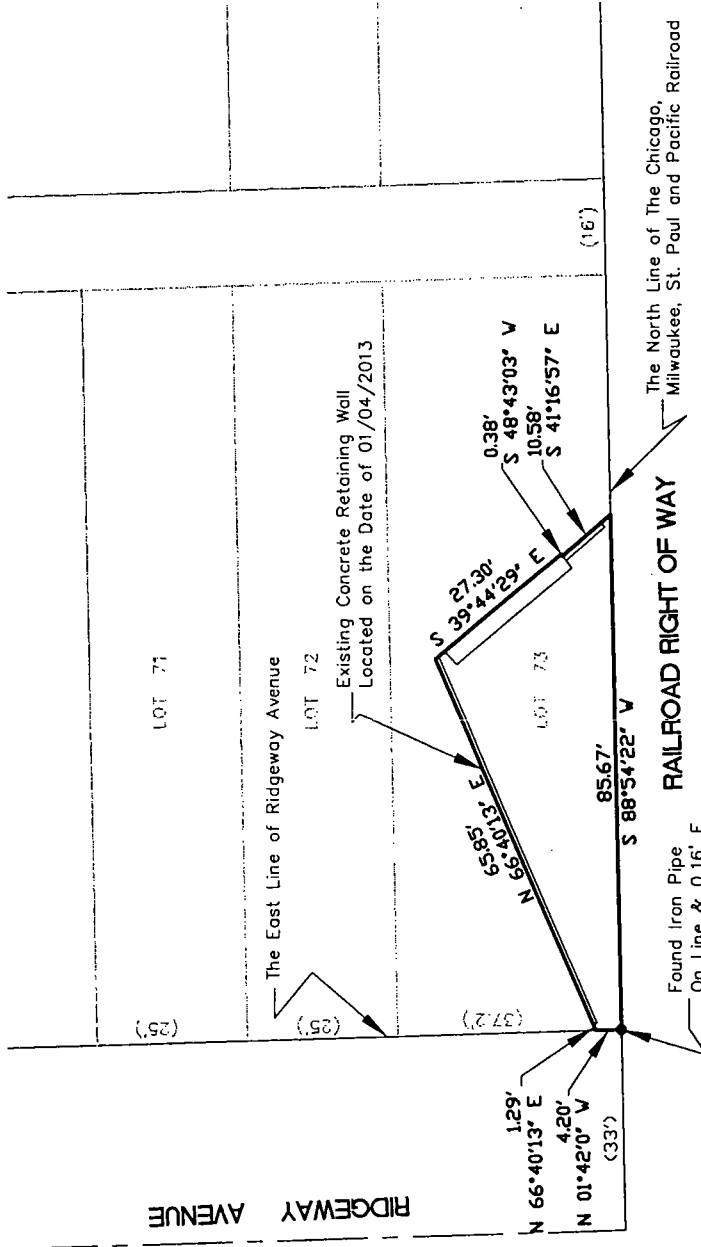 LOT 71
The East Line of Ridgeway Avenue
LOT 72
Existing Concrete Retaining Wall
Located on the Date of 01/04/2013
(25')
(25')
(37.2')
(16')
0.38'
S 48°43'03" W
10.58'
S 41°16'57" E
27.30'
S 39°44'29" E
65.85'
N 66°40'13" E
LOT 73
1.29'
N 66°40'13" E
4.20'
N 01°42'0" W
(33')
85.67'
S 88°54'22" W
RIDGEWAY AVENUE
RAILROAD RIGHT OF WAY
The North Line of The Chicago,
Milwaukee, St. Paul and Pacific Railroad
Found Iron Pipe
On Line & 0.16' E